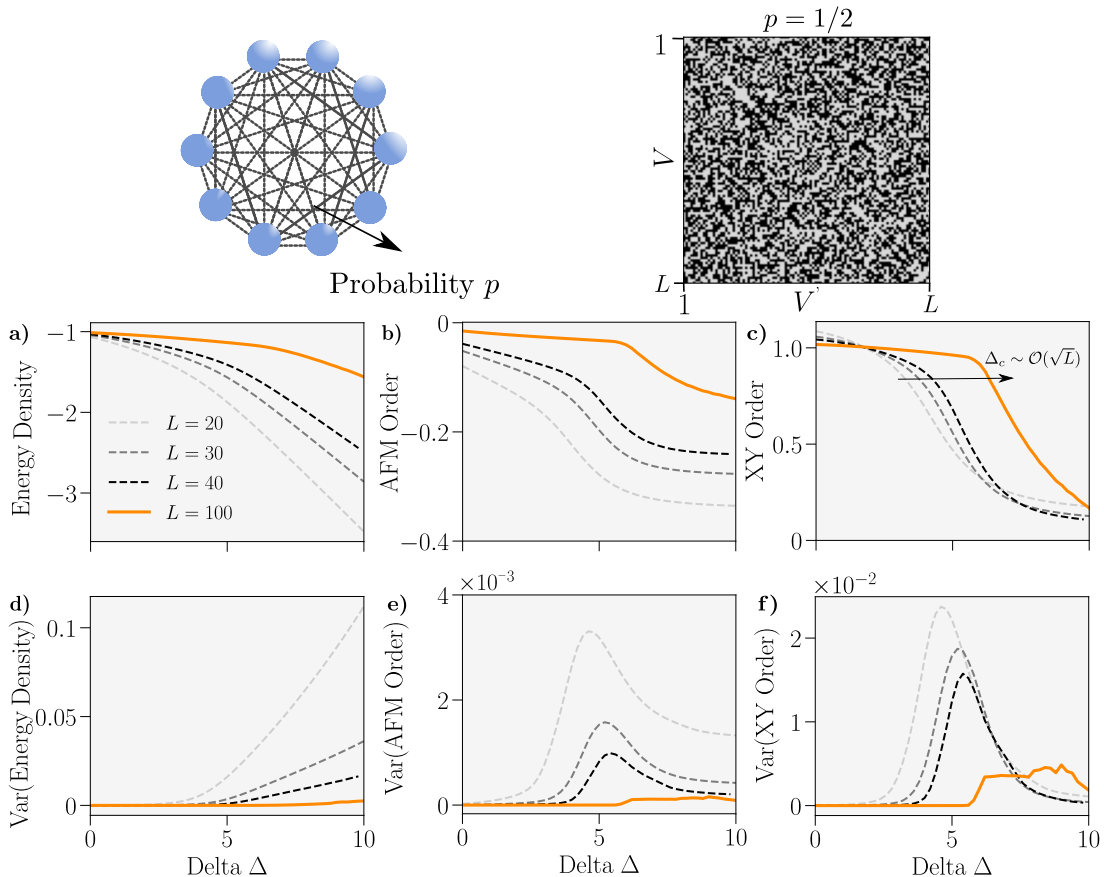 p = 1/2
1
V
L
1
V'
L
Probability p
a)
Energy Density
−1
−2
−3
L = 20
L = 30
L = 40
L = 100
0
5
10
b)
AFM Order
0
−0.2
−0.4
c)
XY Order
1.0
0.5
0
Δc ∼ O(√L)
d)
Var(Energy Density)
0.1
0.05
0
0
5
10
Delta Δ
e)
Var(AFM Order)
×10⁻³
4
2
0
0
5
10
Delta Δ
f)
Var(XY Order)
×10⁻²
2
1
0
0
5
10
Delta Δ